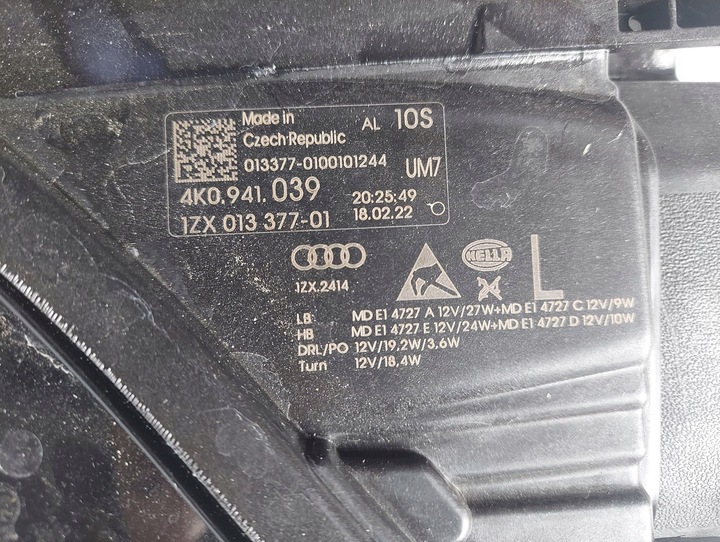 Made in
Czech Republic
AL 10S
013377-0100101244
UM7
4K0.941.039
20:25:49
1ZX 013 377-01
18.02.22
HELLA
L
1ZX.2414
LB MD E1 4727 A 12V/27W+MD E1 4727 C 12V/9W
HB MD E1 4727 E 12V/24W+MD E1 4727 D 12V/10W
DRL/PO 12V/19,2W/3,6W
Turn 12V/18,4W